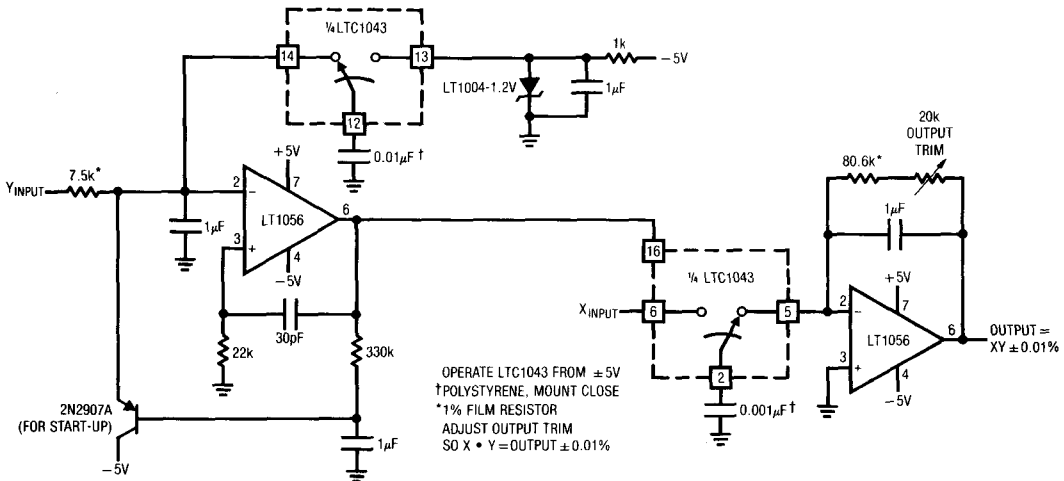 ¼LTC1043
14
13
1k
−5V
LT1004-1.2V
1µF
12
0.01µF †
+5V
YINPUT
7.5k*
2
−
7
LT1056
6
1µF
3
+
4
−5V
30pF
22k
330k
2N2907A
(FOR START-UP)
−5V
1µF
20k
OUTPUT
TRIM
80.6k*
1µF
16
¼ LTC1043
XINPUT
6
5
2
0.001µF †
+5V
2
−
7
LT1056
6
3
+
4
−5V
OUTPUT =
XY ± 0.01%
OPERATE LTC1043 FROM ±5V
†POLYSTYRENE, MOUNT CLOSE
*1% FILM RESISTOR
ADJUST OUTPUT TRIM
SO X • Y = OUTPUT ± 0.01%